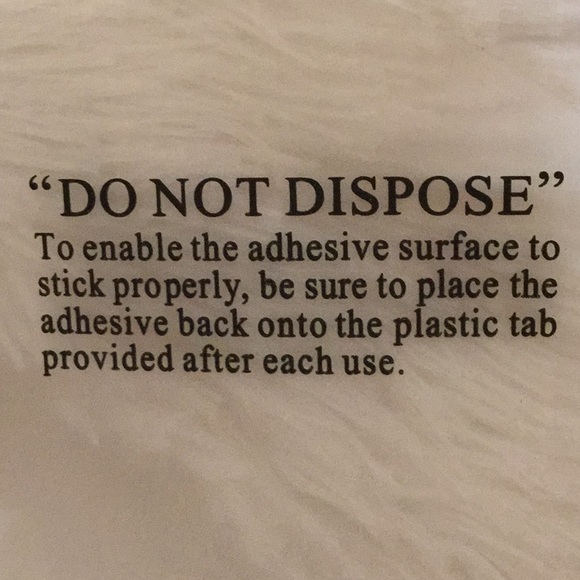 “DO NOT DISPOSE”
To enable the adhesive surface to
stick properly, be sure to place the
adhesive back onto the plastic tab
provided after each use.